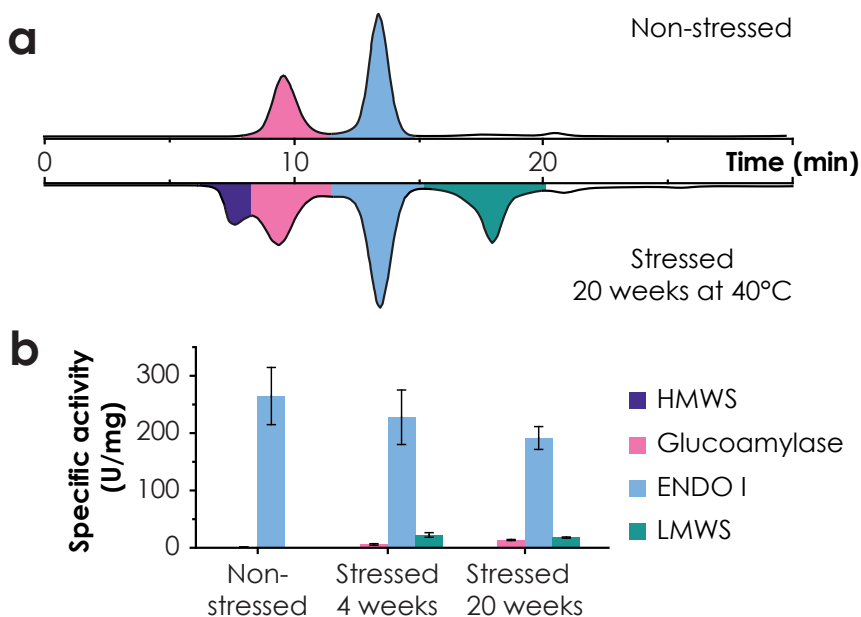 a
Non-stressed
0
10
20
Time (min)
Stressed
20 weeks at 40°C
b
Specific activity
(U/mg)
300
200
100
0
Non-
stressed
Stressed
4 weeks
Stressed
20 weeks
HMWS
Glucoamylase
ENDO I
LMWS